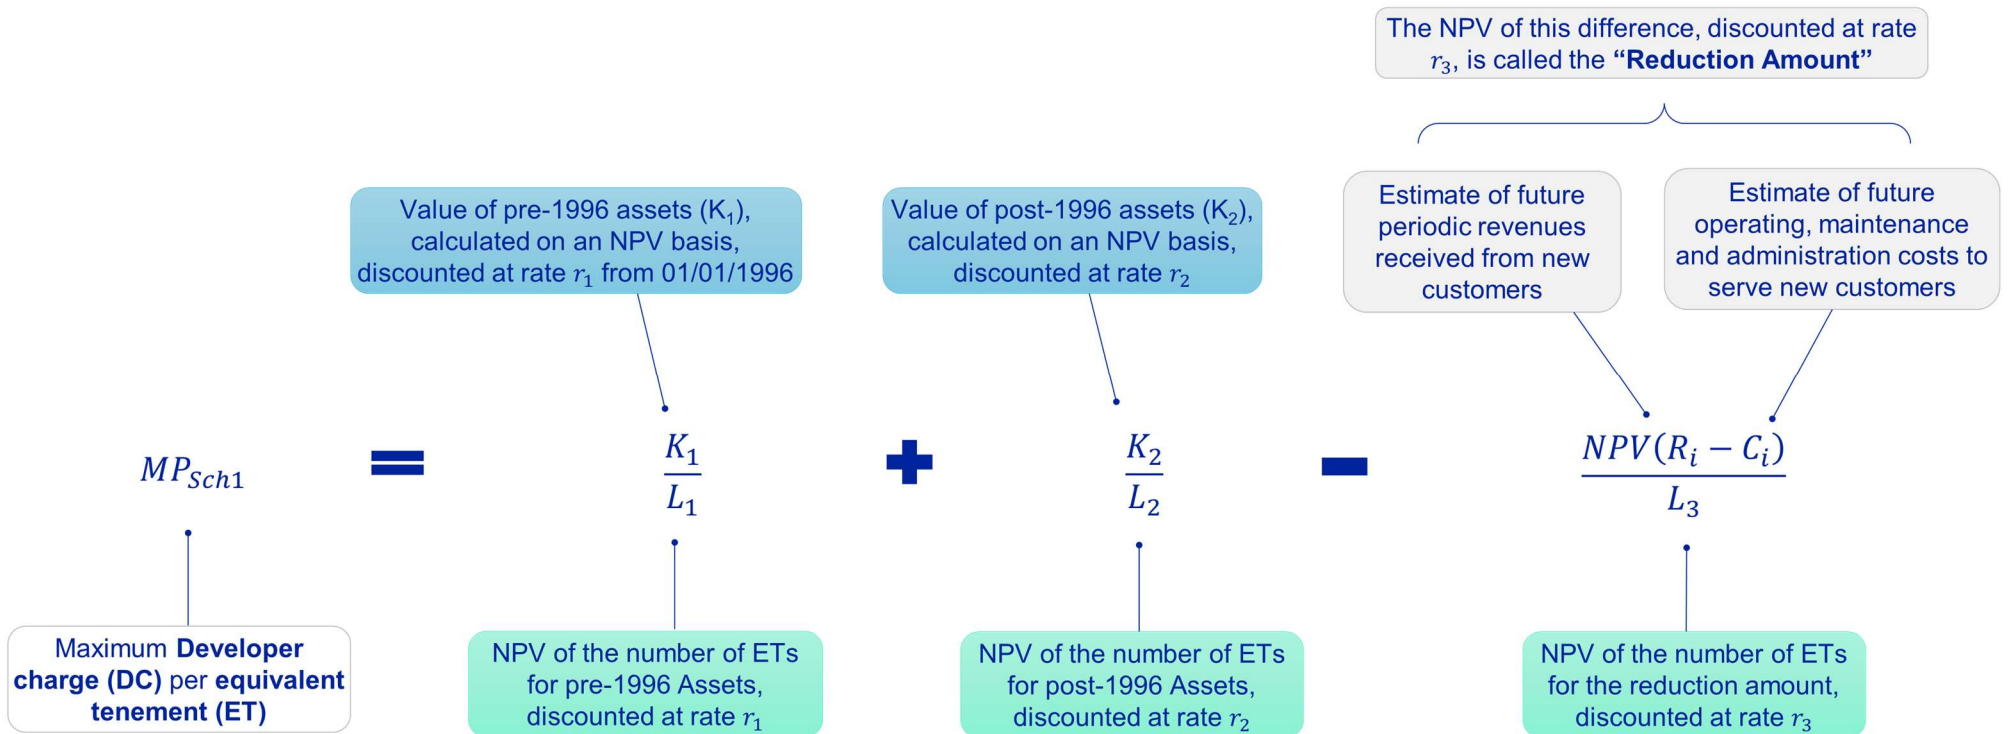 The NPV of this difference, discounted at rate
r₃, is called the “Reduction Amount”
Value of pre-1996 assets (K₁),
calculated on an NPV basis,
discounted at rate r₁ from 01/01/1996
Value of post-1996 assets (K₂),
calculated on an NPV basis,
discounted at rate r₂
Estimate of future
periodic revenues
received from new
customers
Estimate of future
operating, maintenance
and administration costs to
serve new customers
MP_Sch1 = K₁/L₁ + K₂/L₂ − NPV(Rᵢ − Cᵢ)/L₃
Maximum Developer
charge (DC) per equivalent
tenement (ET)
NPV of the number of ETs
for pre-1996 Assets,
discounted at rate r₁
NPV of the number of ETs
for post-1996 Assets,
discounted at rate r₂
NPV of the number of ETs
for the reduction amount,
discounted at rate r₃